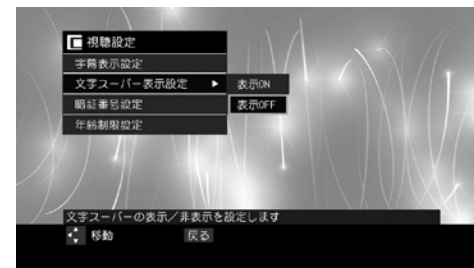 視聴設定
字幕表示設定
文字スーパー表示設定 ▶ 表示ON
表示OFF
暗証番号設定
年齢制限設定
文字スーパーの表示／非表示を設定します
移動 戻る